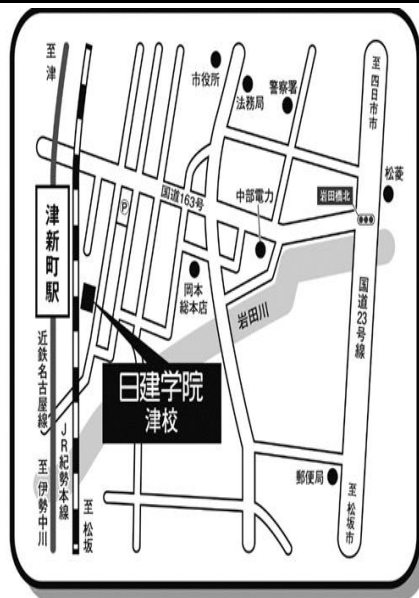 至津
市役所
法務局
警察署
至四日市市
松菱
国道163号
中部電力
岩田橋北
P
津新町駅
岡本
総本店
岩田川
国道23号線
日建学院
津校
近鉄名古屋線
JR紀勢本線
至伊勢中川
至松坂
郵便局
至松坂市